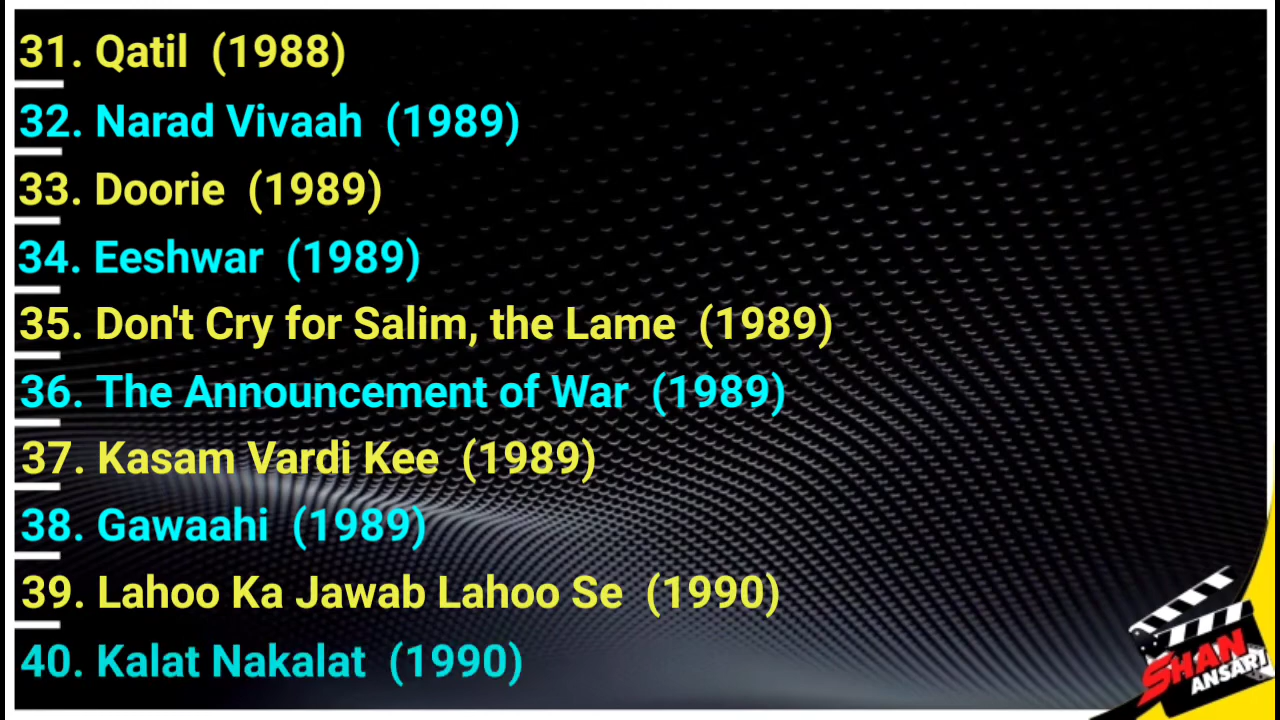 31. Qatil (1988)
32. Narad Vivaah (1989)
33. Doorie (1989)
34. Eeshwar (1989)
35. Don't Cry for Salim, the Lame (1989)
36. The Announcement of War (1989)
37. Kasam Vardi Kee (1989)
38. Gawaahi (1989)
39. Lahoo Ka Jawab Lahoo Se (1990)
40. Kalat Nakalat (1990)
SHAN
ANSARI